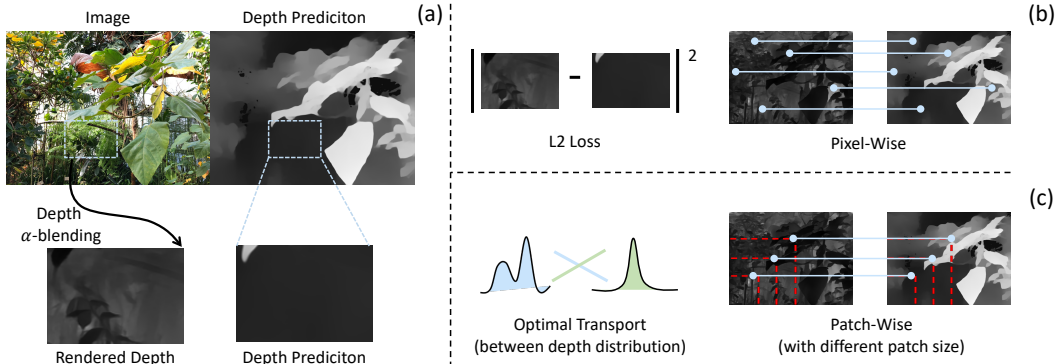 Image
Depth Prediciton
(a)
Depth
α-blending
Rendered Depth
Depth Prediciton
(b)
2
-
L2 Loss
Pixel-Wise
(c)
Optimal Transport
(between depth distribution)
Patch-Wise
(with different patch size)